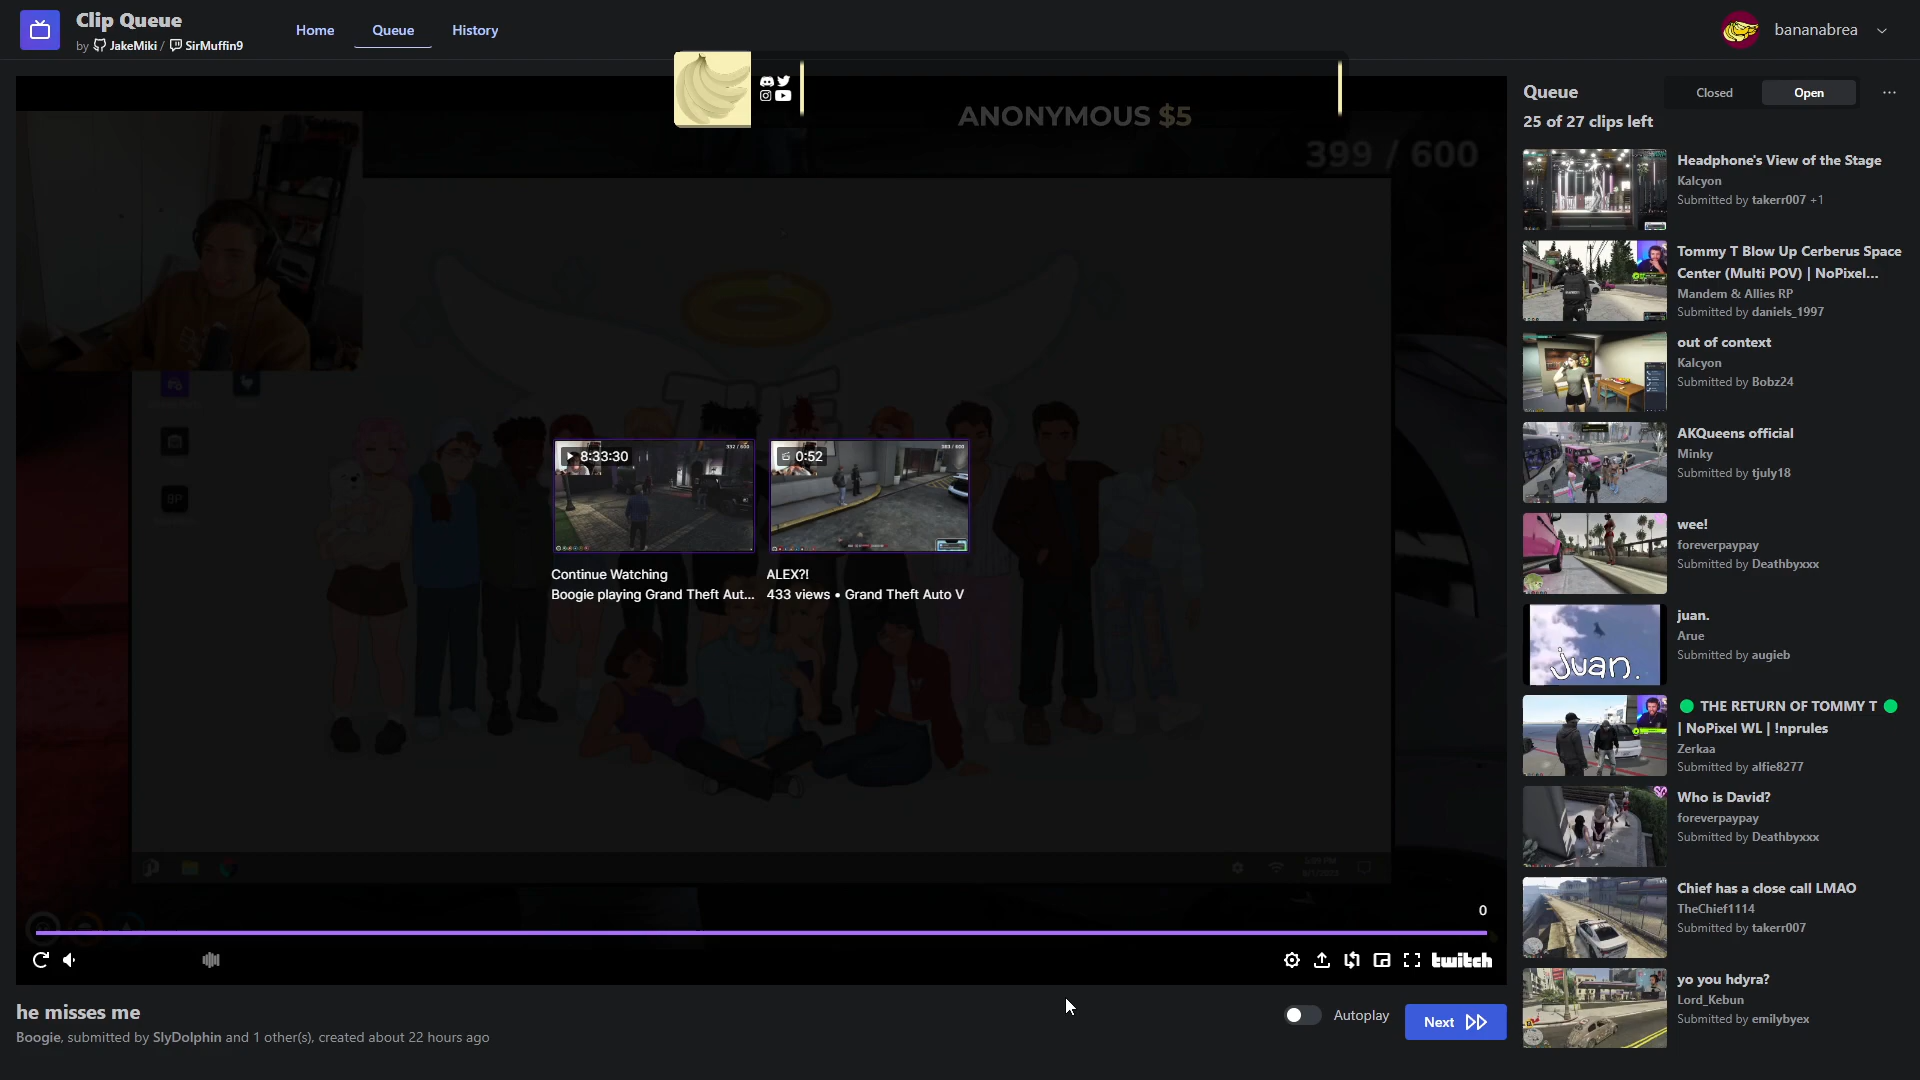 Clip Queue
by JakeMiki / SirMuffin9
Home
Queue
History
bananabrea
ANONYMOUS $5
399 / 600
8:33:30
0:52
Continue Watching
Boogie playing Grand Theft Aut...
ALEX?!
433 views • Grand Theft Auto V
0
twitch
he misses me
Boogie, submitted by SlyDolphin and 1 other(s), created about 22 hours ago
Autoplay
Next
Queue
Closed
Open
25 of 27 clips left
Headphone's View of the Stage
Kalcyon
Submitted by takerr007 +1
Tommy T Blow Up Cerberus Space
Center (Multi POV) | NoPixel...
Mandem & Allies RP
Submitted by daniels_1997
out of context
Kalcyon
Submitted by Bobz24
AKQueens official
Minky
Submitted by tjuly18
wee!
foreverpaypay
Submitted by Deathbyxxx
juan.
juan.
Arue
Submitted by augieb
THE RETURN OF TOMMY T
| NoPixel WL | !nprules
Zerkaa
Submitted by alfie8277
Who is David?
foreverpaypay
Submitted by Deathbyxxx
Chief has a close call LMAO
TheChief1114
Submitted by takerr007
yo you hdyra?
Lord_Kebun
Submitted by emilybyex